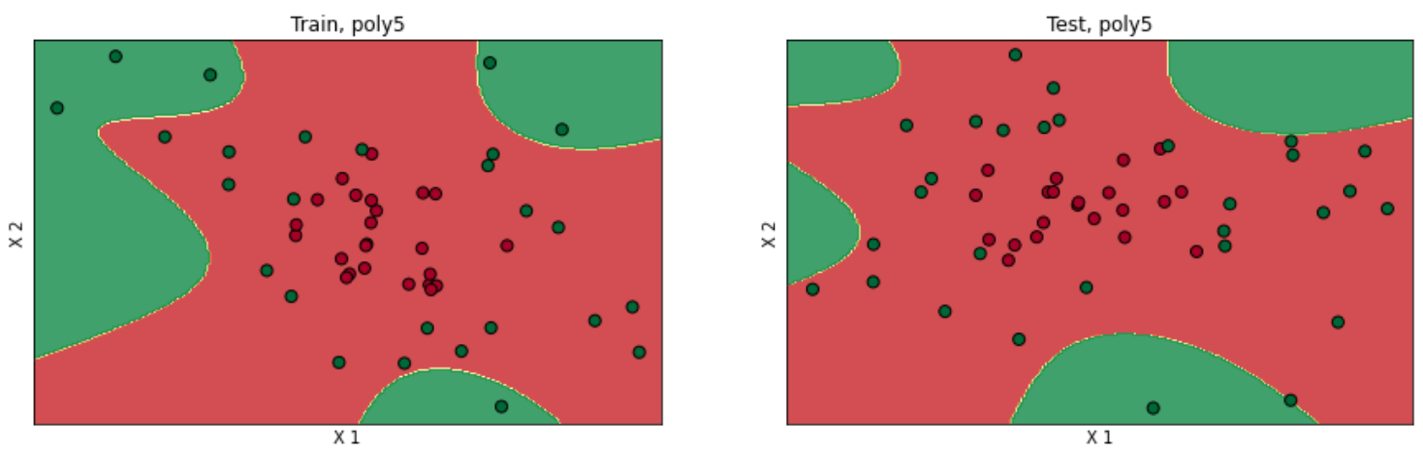 Train, poly5
Test, poly5
X 2
X 1
X 2
X 1